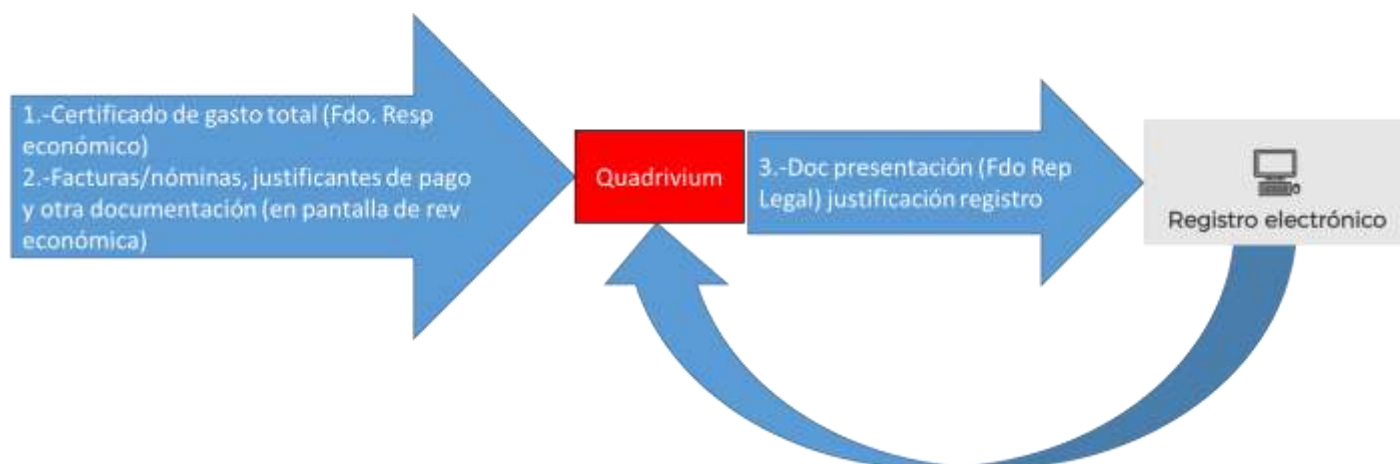 1.-Certificado de gasto total (Fdo. Resp
económico)
2.-Facturas/nóminas, justificantes de pago
y otra documentación (en pantalla de rev
económica)
Quadrivium
3.-Doc presentación (Fdo Rep
Legal) justificación registro
Registro electrónico